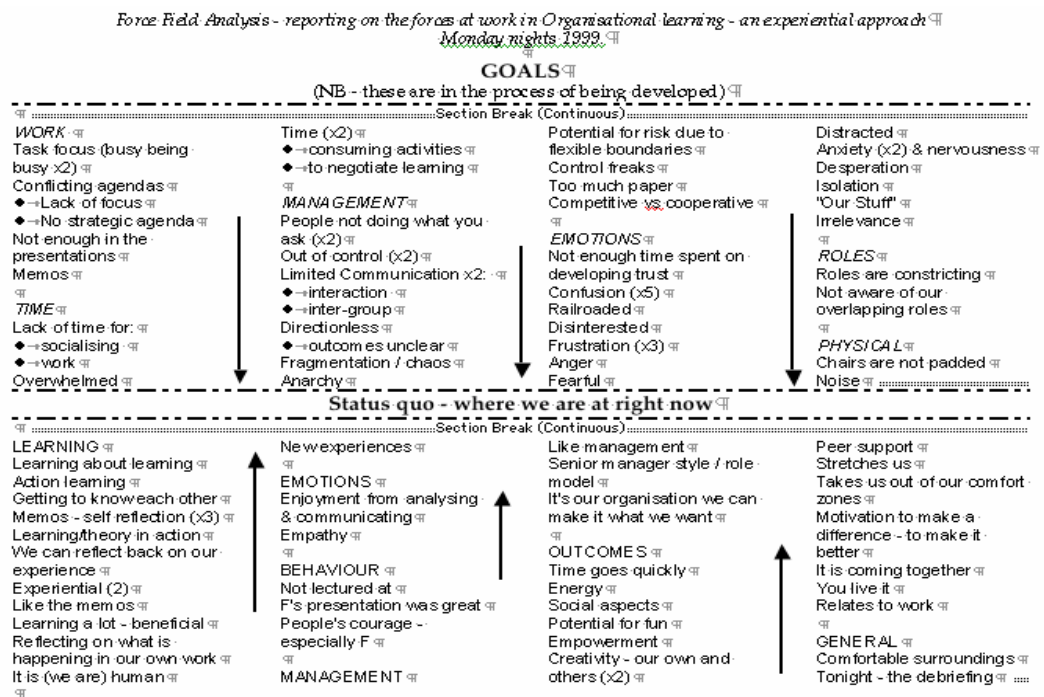 Force Field Analysis - reporting on the forces at work in Organisational learning - an experiential approach
Monday nights 1999.
GOALS
(NB - these are in the process of being developed)
Section Break (Continuous)
WORK
Task focus (busy being
busy x2)
Conflicting agendas
◆→Lack of focus
◆→No strategic agenda
Not enough in the
presentations
Memos
TIME
Lack of time for:
◆→socialising
◆→work
Overwhelmed
Time (x2)
◆→consuming activities
◆→to negotiate learning
MANAGEMENT
People not doing what you
ask (x2)
Out of control (x2)
Limited Communication x2:
◆→interaction
◆→inter-group
Directionless
◆→outcomes unclear
Fragmentation / chaos
Anarchy
Potential for risk due to
flexible boundaries
Control freaks
Too much paper
Competitive vs cooperative
EMOTIONS
Not enough time spent on
developing trust
Confusion (x5)
Railroaded
Disinterested
Frustration (x3)
Anger
Fearful
Distracted
Anxiety (x2) & nervousness
Desperation
Isolation
"Our Stuff"
Irrelevance
ROLES
Roles are constricting
Not aware of our
overlapping roles
PHYSICAL
Chairs are not padded
Noise
Status quo - where we are at right now
Section Break (Continuous)
LEARNING
Learning about learning
Action learning
Getting to know each other
Memos - self reflection (x3)
Learning/theory in action
We can reflect back on our
experience
Experiential (2)
Like the memos
Learning a lot - beneficial
Reflecting on what is
happening in our own work
It is (we are) human
New experiences
EMOTIONS
Enjoyment from analysing
& communicating
Empathy
BEHAVIOUR
Not lectured at
F's presentation was great
People's courage -
especially F
MANAGEMENT
Like management
Senior manager style / role
model
It's our organisation we can
make it what we want
OUTCOMES
Time goes quickly
Energy
Social aspects
Potential for fun
Empowerment
Creativity - our own and
others (x2)
Peer support
Stretches us
Takes us out of our comfort
zones
Motivation to make a
difference - to make it
better
It is coming together
You live it
Relates to work
GENERAL
Comfortable surroundings
Tonight - the debriefing